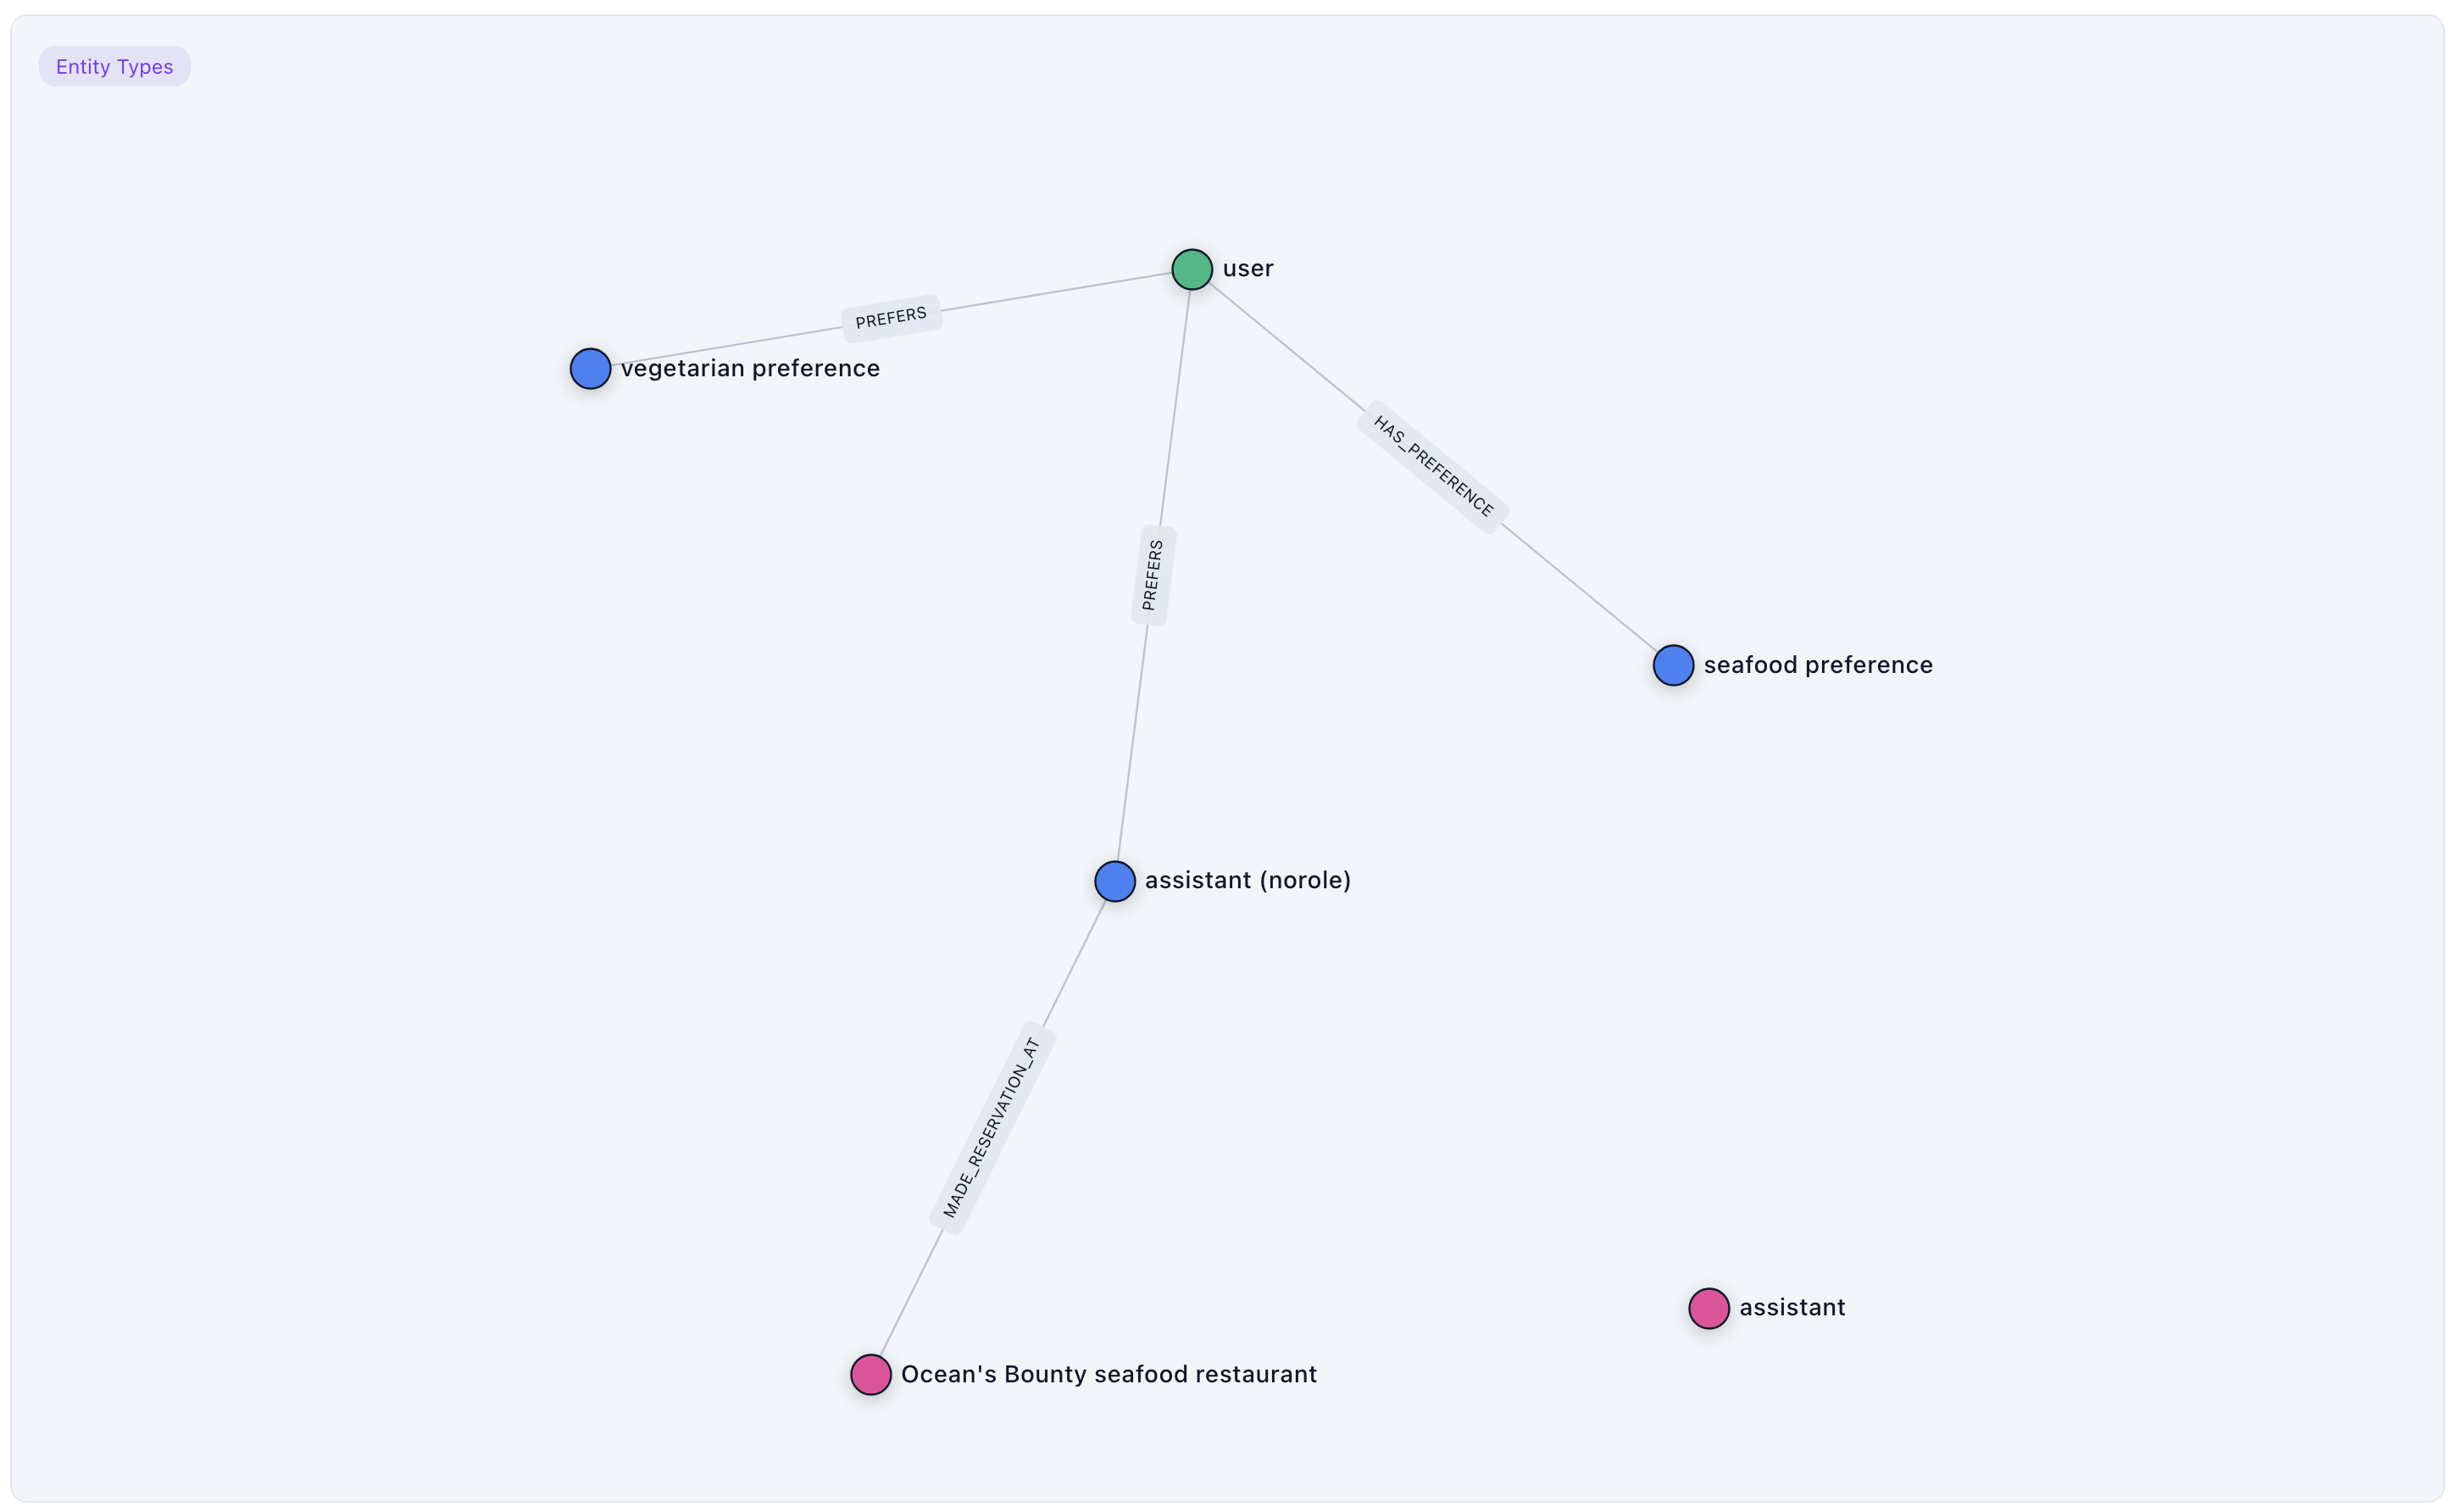 Entity Types
user
PREFERS
vegetarian preference
HAS_PREFERENCE
PREFERS
seafood preference
assistant (norole)
MADE_RESERVATION_AT
assistant
Ocean's Bounty seafood restaurant